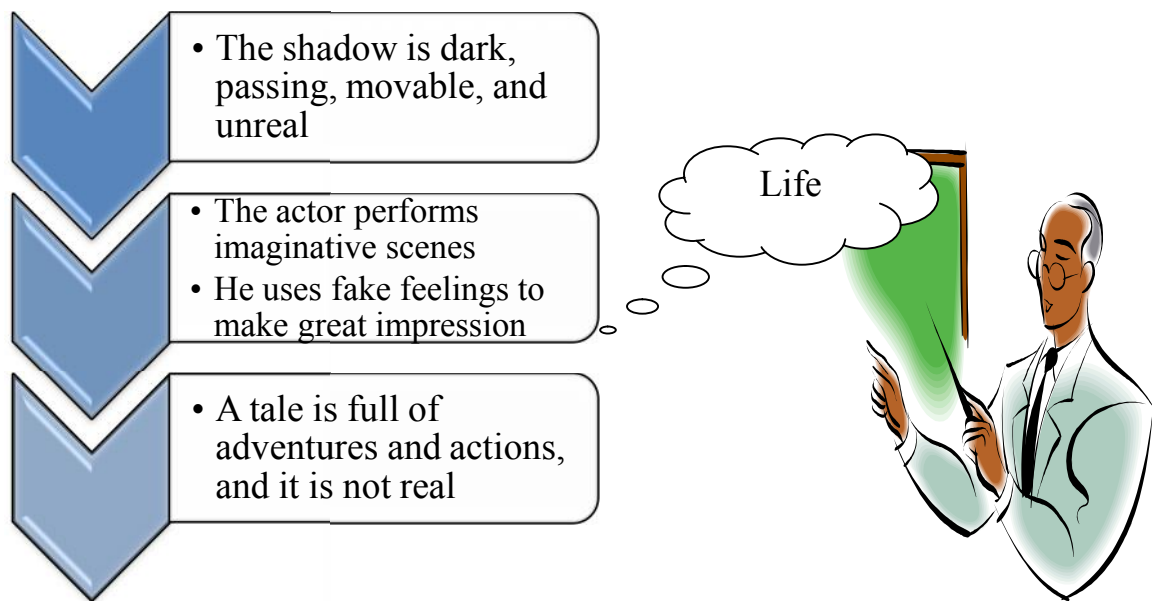 • The shadow is dark,
passing, movable, and
unreal
• The actor performs
imaginative scenes
• He uses fake feelings to
make great impression
• A tale is full of
adventures and actions,
and it is not real
Life